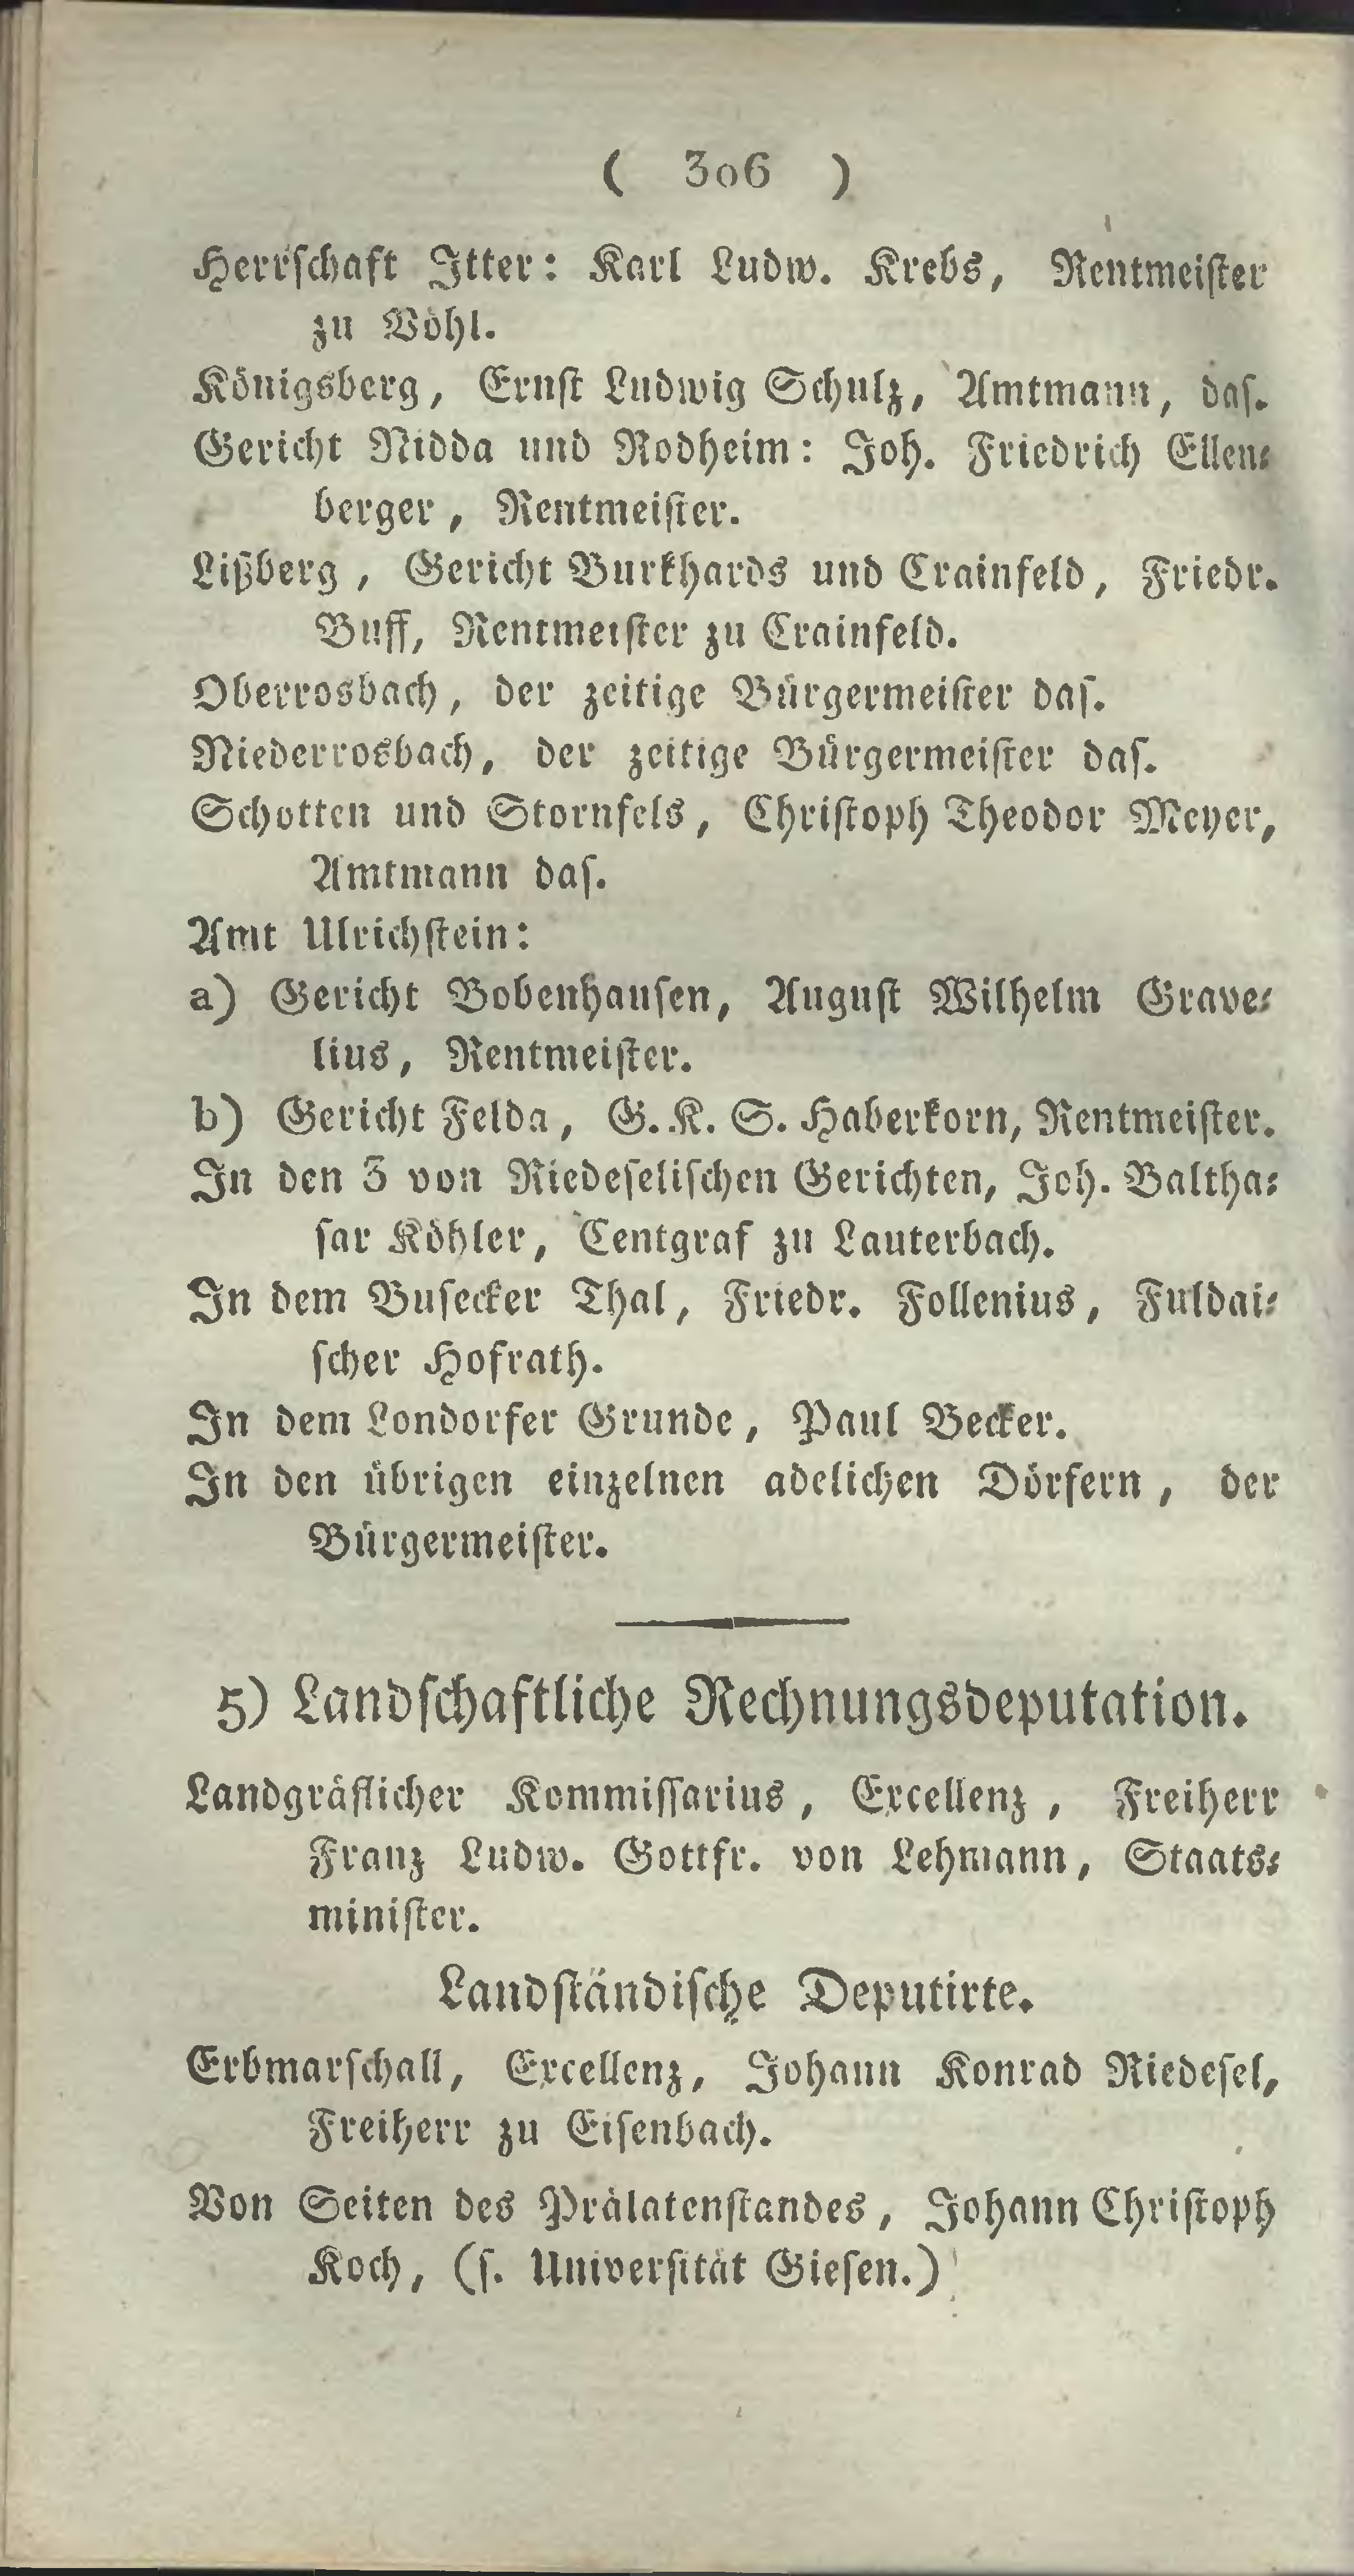 ( 306 )
Herrſchaft Itter: Karl Ludw. Krebs, Rentmeiſter
zu Vöhl.
Königsberg, Ernſt Ludwig Schulz, Amtmann, daſ.
Gericht Nidda und Rodheim: Joh. Friedrich Ellen⸗
berger, Rentmeiſter.
Lißberg, Gericht Burkhards und Crainfeld, Friedr.
Buff, Rentmeiſter zu Crainfeld.
Oberrosbach, der zeitige Bürgermeiſter daſ.
Niederrosbach, der zeitige Bürgermeiſter daſ.
Schotten und Stornfels, Chriſtoph Theodor Meyer,
Amtmann daſ.
Amt Ulrichſtein:
a) Gericht Bobenhauſen, Auguſt Wilhelm Grave⸗
lius, Rentmeiſter.
b) Gericht Felda, G. K. S. Haberkorn, Rentmeiſter.
In den 3 von Riedeſeliſchen Gerichten, Joh. Baltha⸗
ſar Köhler, Centgraf zu Lauterbach.
In dem Buſecker Thal, Friedr. Follenius, Fuldai⸗
ſcher Hofrath.
In dem Londorfer Grunde, Paul Becker.
In den übrigen einzelnen adelichen Dörfern, der
Bürgermeiſter.
5) Landſchaftliche Rechnungsdeputation.
Landgräflicher Kommiſſarius, Excellenz, Freiherr
Franz Ludw. Gottfr. von Lehmann, Staats⸗
miniſter.
Landſtändiſche Deputirte.
Erbmarſchall, Excellenz, Johann Konrad Riedeſel,
Freiherr zu Eiſenbach.
Von Seiten des Prälatenſtandes, Johann Chriſtoph
Koch, (ſ. Univerſität Gieſen.)